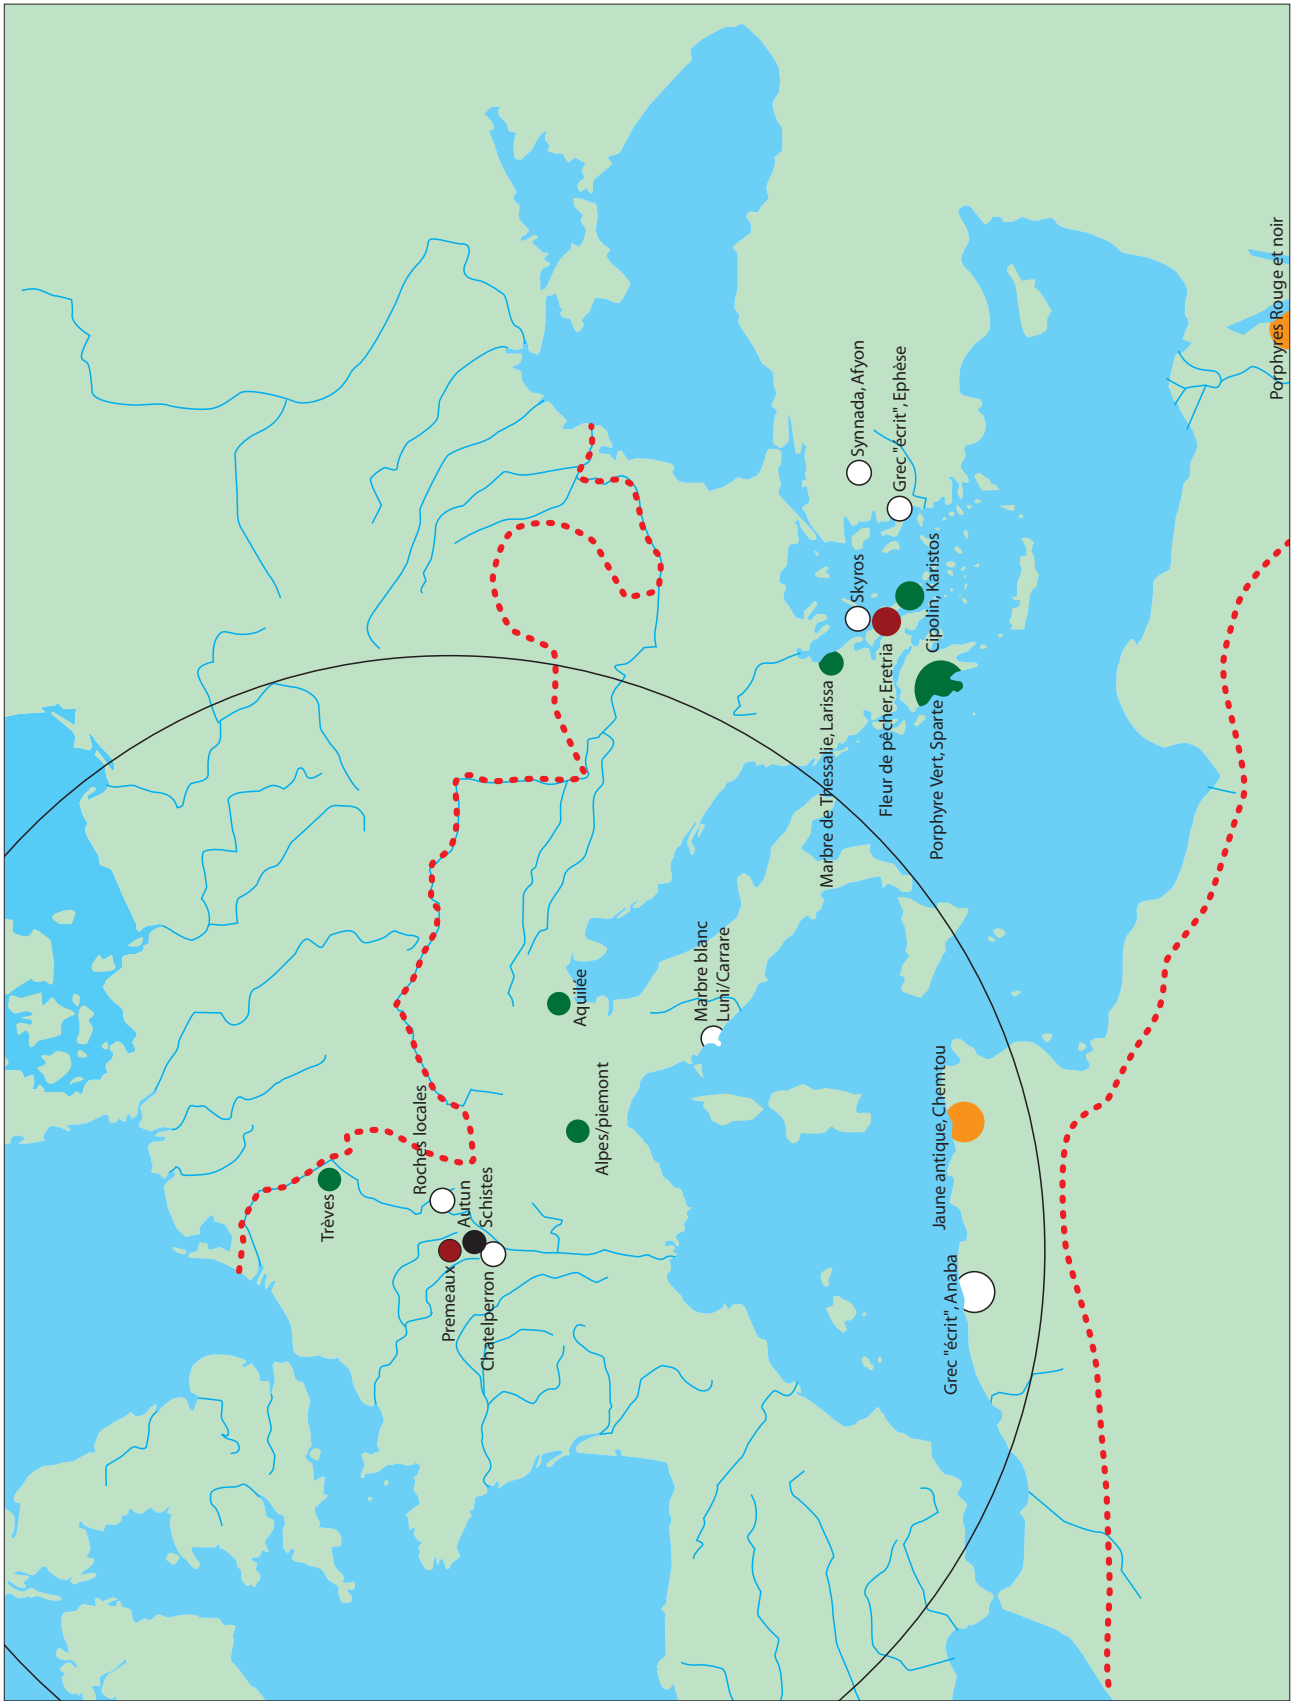 Trèves
Roches locales
Premeaux
Autun
Schistes
Chatelperron
Aquilée
Alpes/piemont
Marbre blanc
Luni/Carrare
Synnada, Afyon
Skyros
Grec "écrit", Ephèse
Marbre de Thessalie, Larissa
Fleur de pêcher, Eretria
Cipolin, Karistos
Porphyre Vert, Sparte
Jaune antique, Chemtou
Grec "écrit", Anaba
Porphyres Rouge et noir